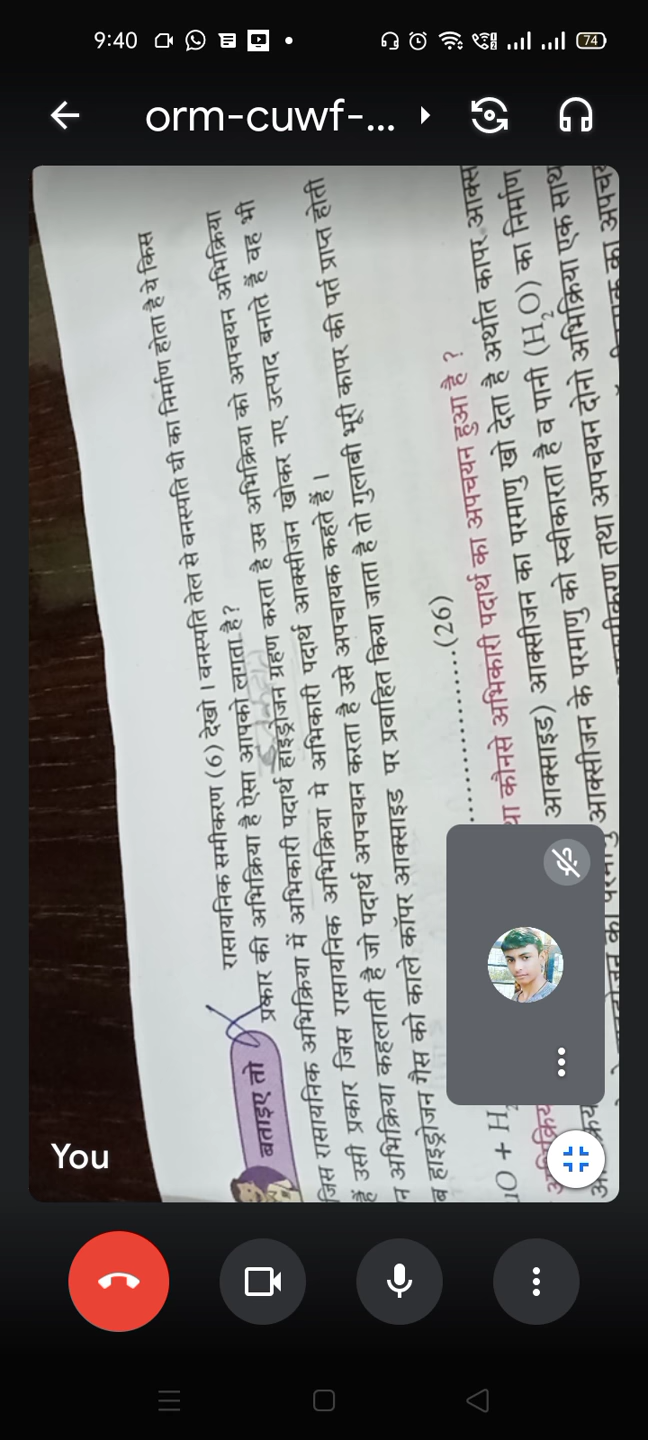 9:40
74
orm-cuwf-...
बताइए तो
रासायनिक समीकरण (6) देखो । वनस्पति तेल से वनस्पति घी का निर्माण होता है ये किस
प्रकार की अभिक्रिया है ऐसा आपको लगता है?
जिस रासायनिक अभिक्रिया में अभिकारी पदार्थ हाइड्रोजन ग्रहण करता है उस अभिक्रिया को अपचयन अभिक्रिया
हैं उसी प्रकार जिस रासायनिक अभिक्रिया मे अभिकारी पदार्थ आक्सीजन खोकर नए उत्पाद बनाते हैं वह भी
न अभिक्रिया कहलाती है जो पदार्थ अपचयन करता है उसे अपचायक कहते हैं ।
ब हाइड्रोजन गैस को काले कॉपर आक्साइड पर प्रवाहित किया जाता है तो गुलाबी भूरी कापर की पर्त प्राप्त होती
O + H ....................(26)
कौनसे अभिकारी पदार्थ का अपचयन हुआ है ?
आक्साइड) आक्सीजन का परमाणु खो देता है अर्थात कापर आक्स
आक्सीजन के परमाणु को स्वीकारता है व पानी (H₂O) का निर्माण
तथा अपचयन दोनो अभिक्रिया एक साथ
का अपचय
You